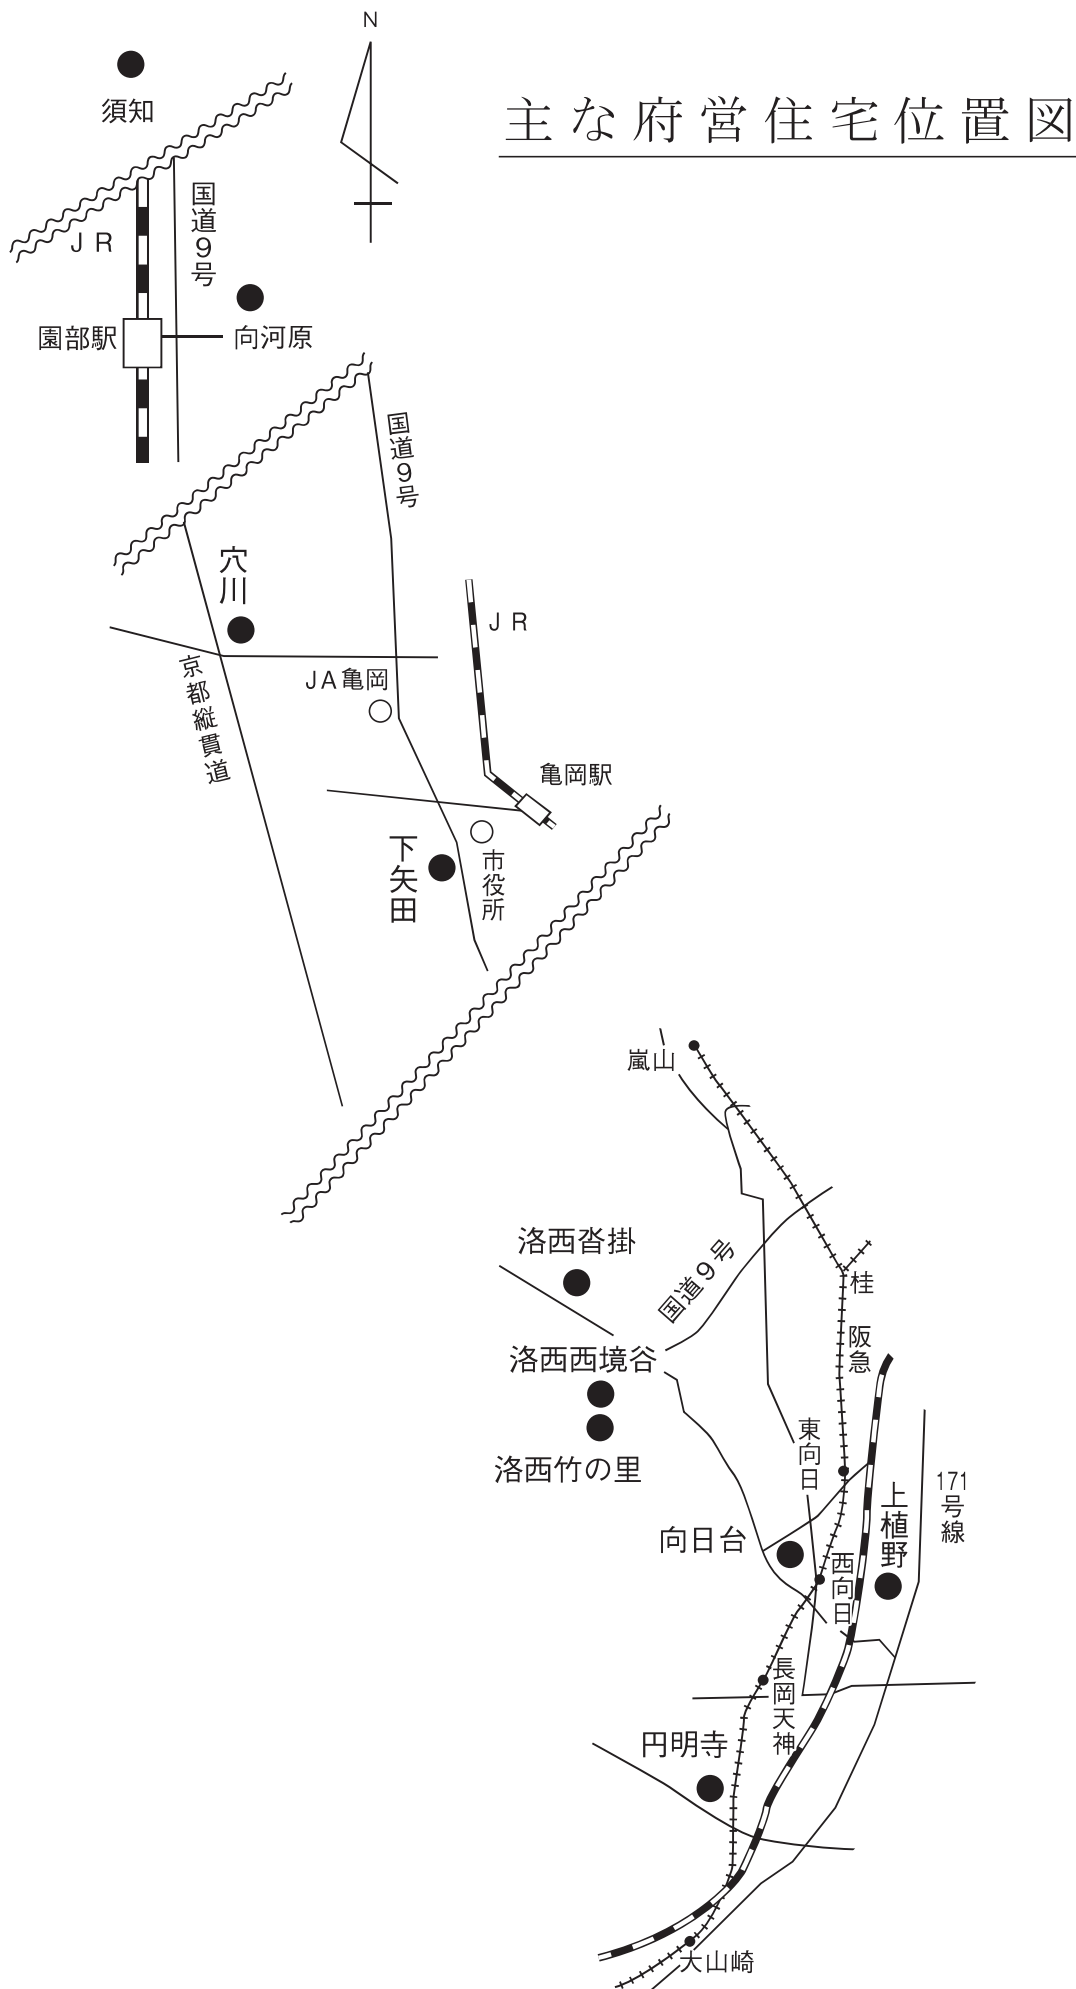 N
主な府営住宅位置図
須知
国道9号
JR
園部駅
向河原
国道9号
穴川
JR
京都縦貫道
JA亀岡
亀岡駅
下矢田
市役所
嵐山
洛西沓掛
国道9号
桂
阪急
洛西西境谷
洛西竹の里
東向日
171号線
上植野
向日台
西向日
長岡天神
円明寺
大山崎